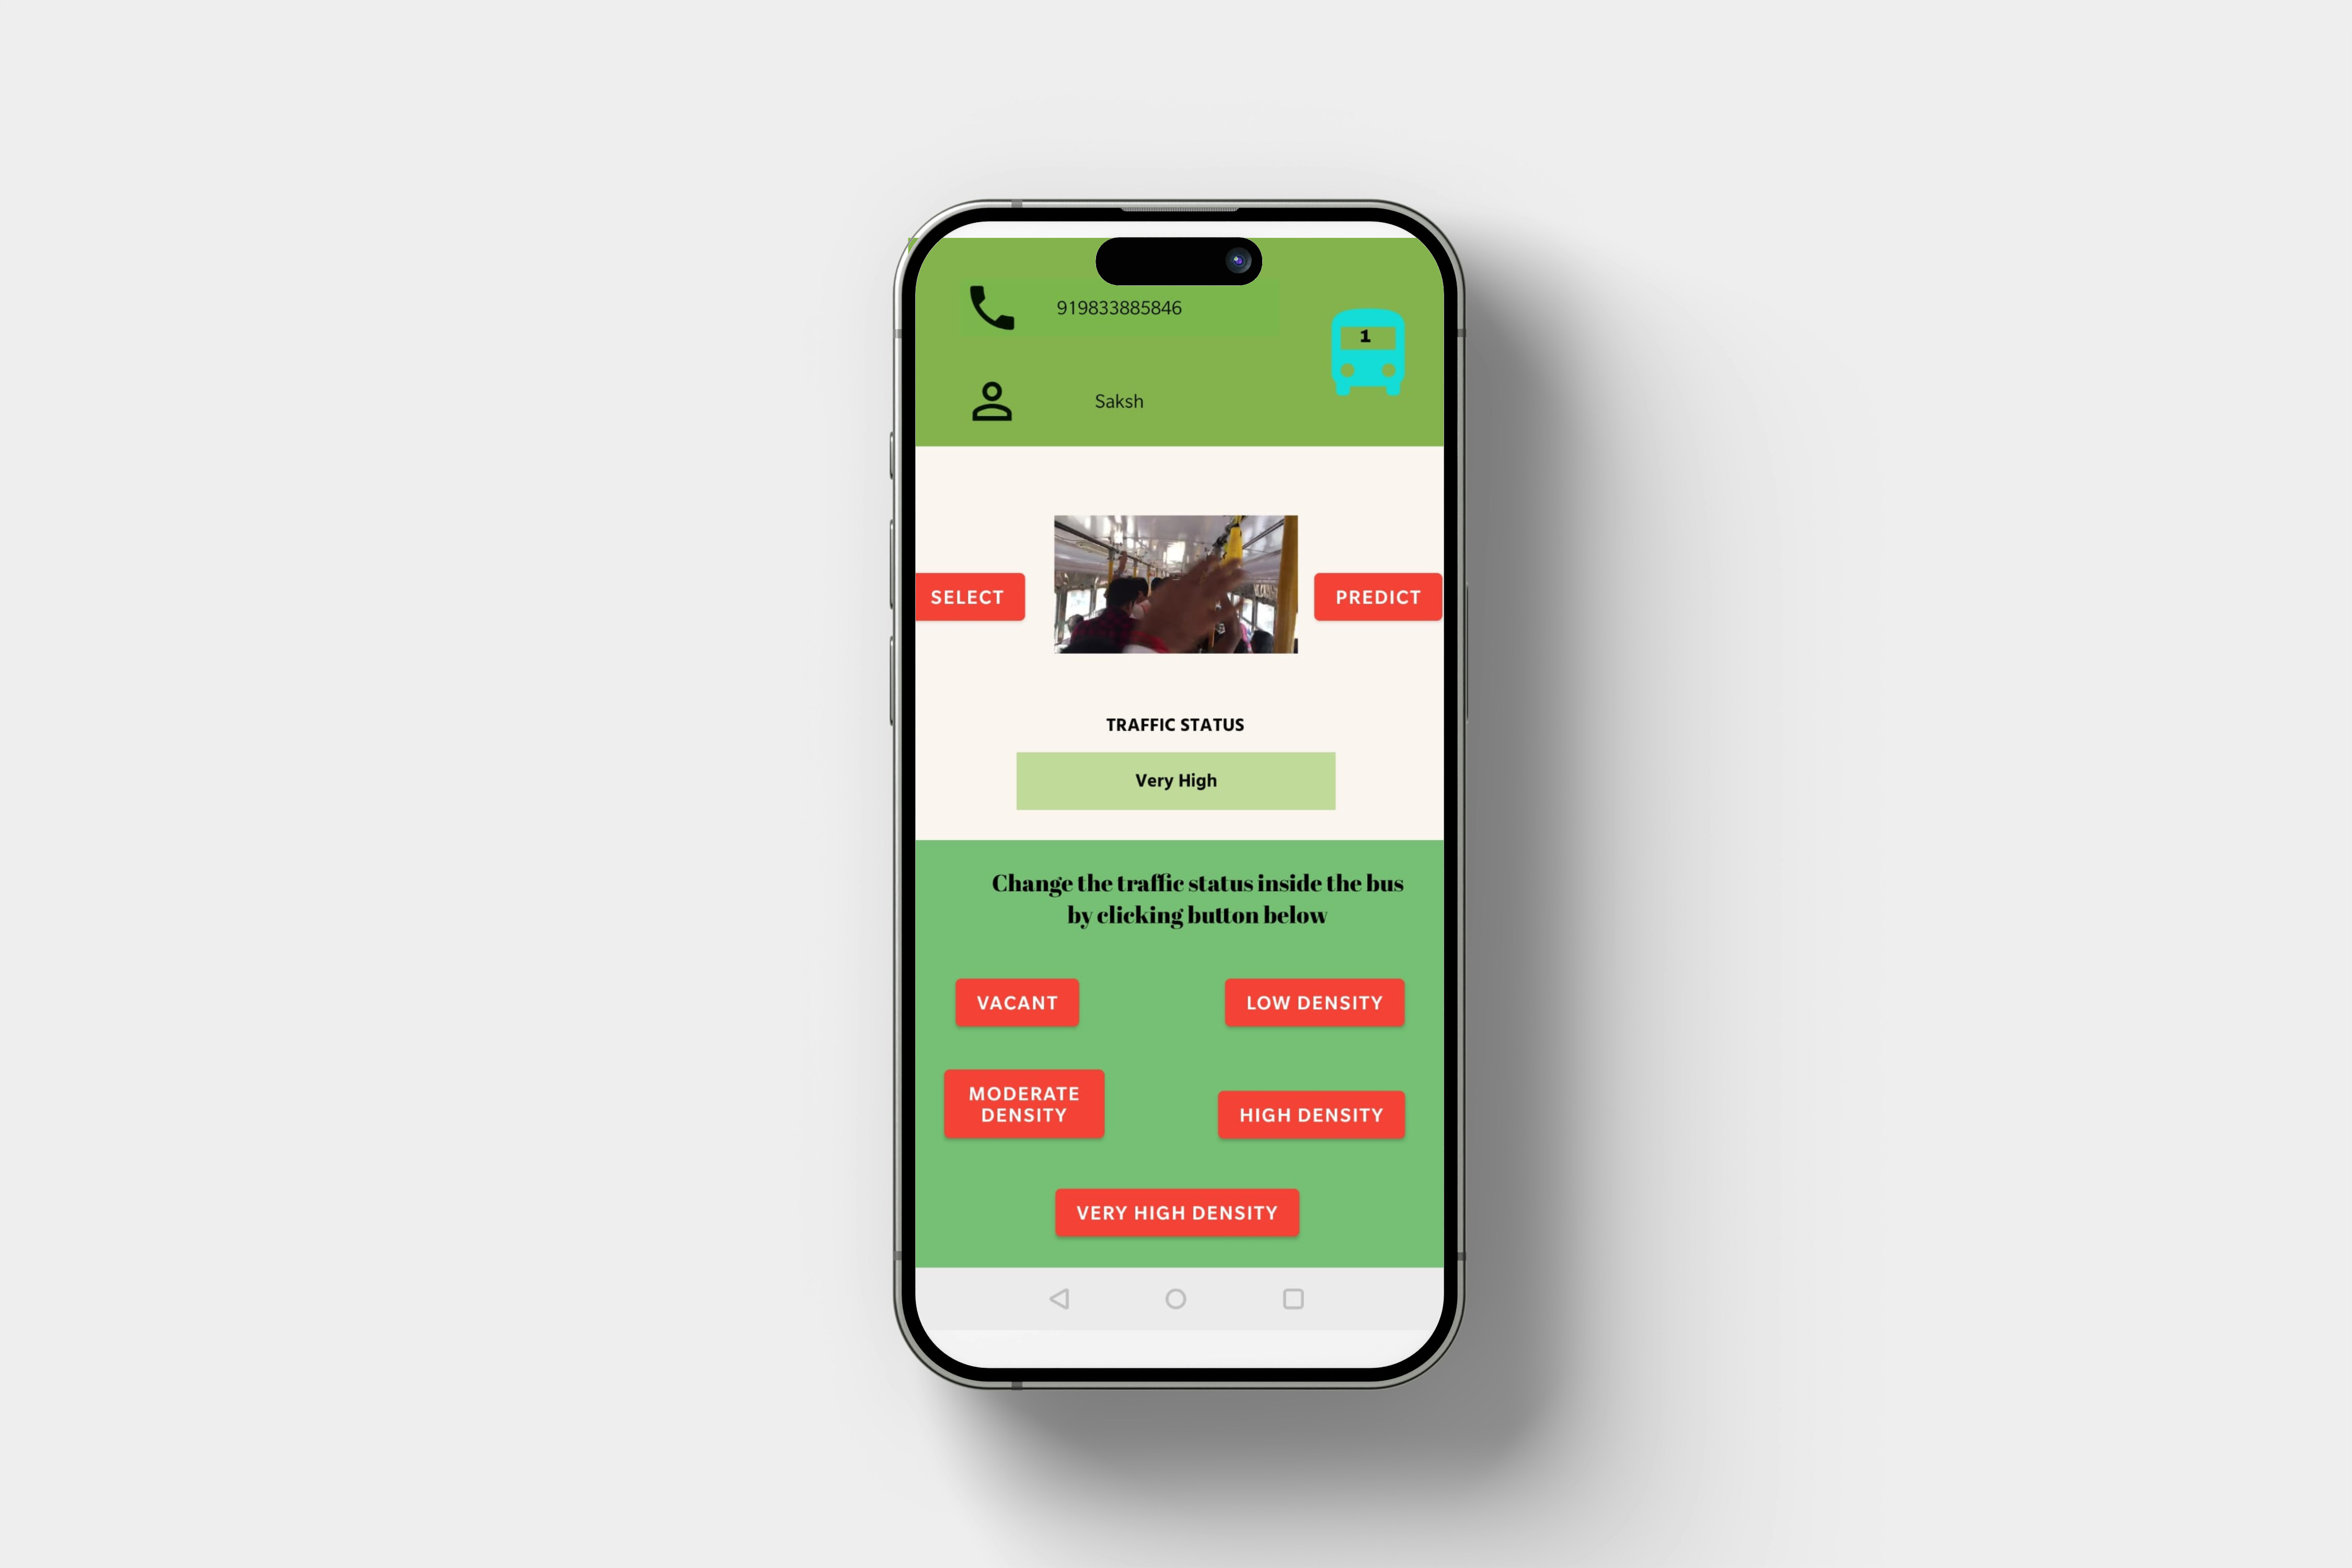 919833885846
1
Saksh
SELECT
PREDICT
TRAFFIC STATUS
Very High
Change the traffic status inside the bus
by clicking button below
VACANT
LOW DENSITY
MODERATE
DENSITY
HIGH DENSITY
VERY HIGH DENSITY